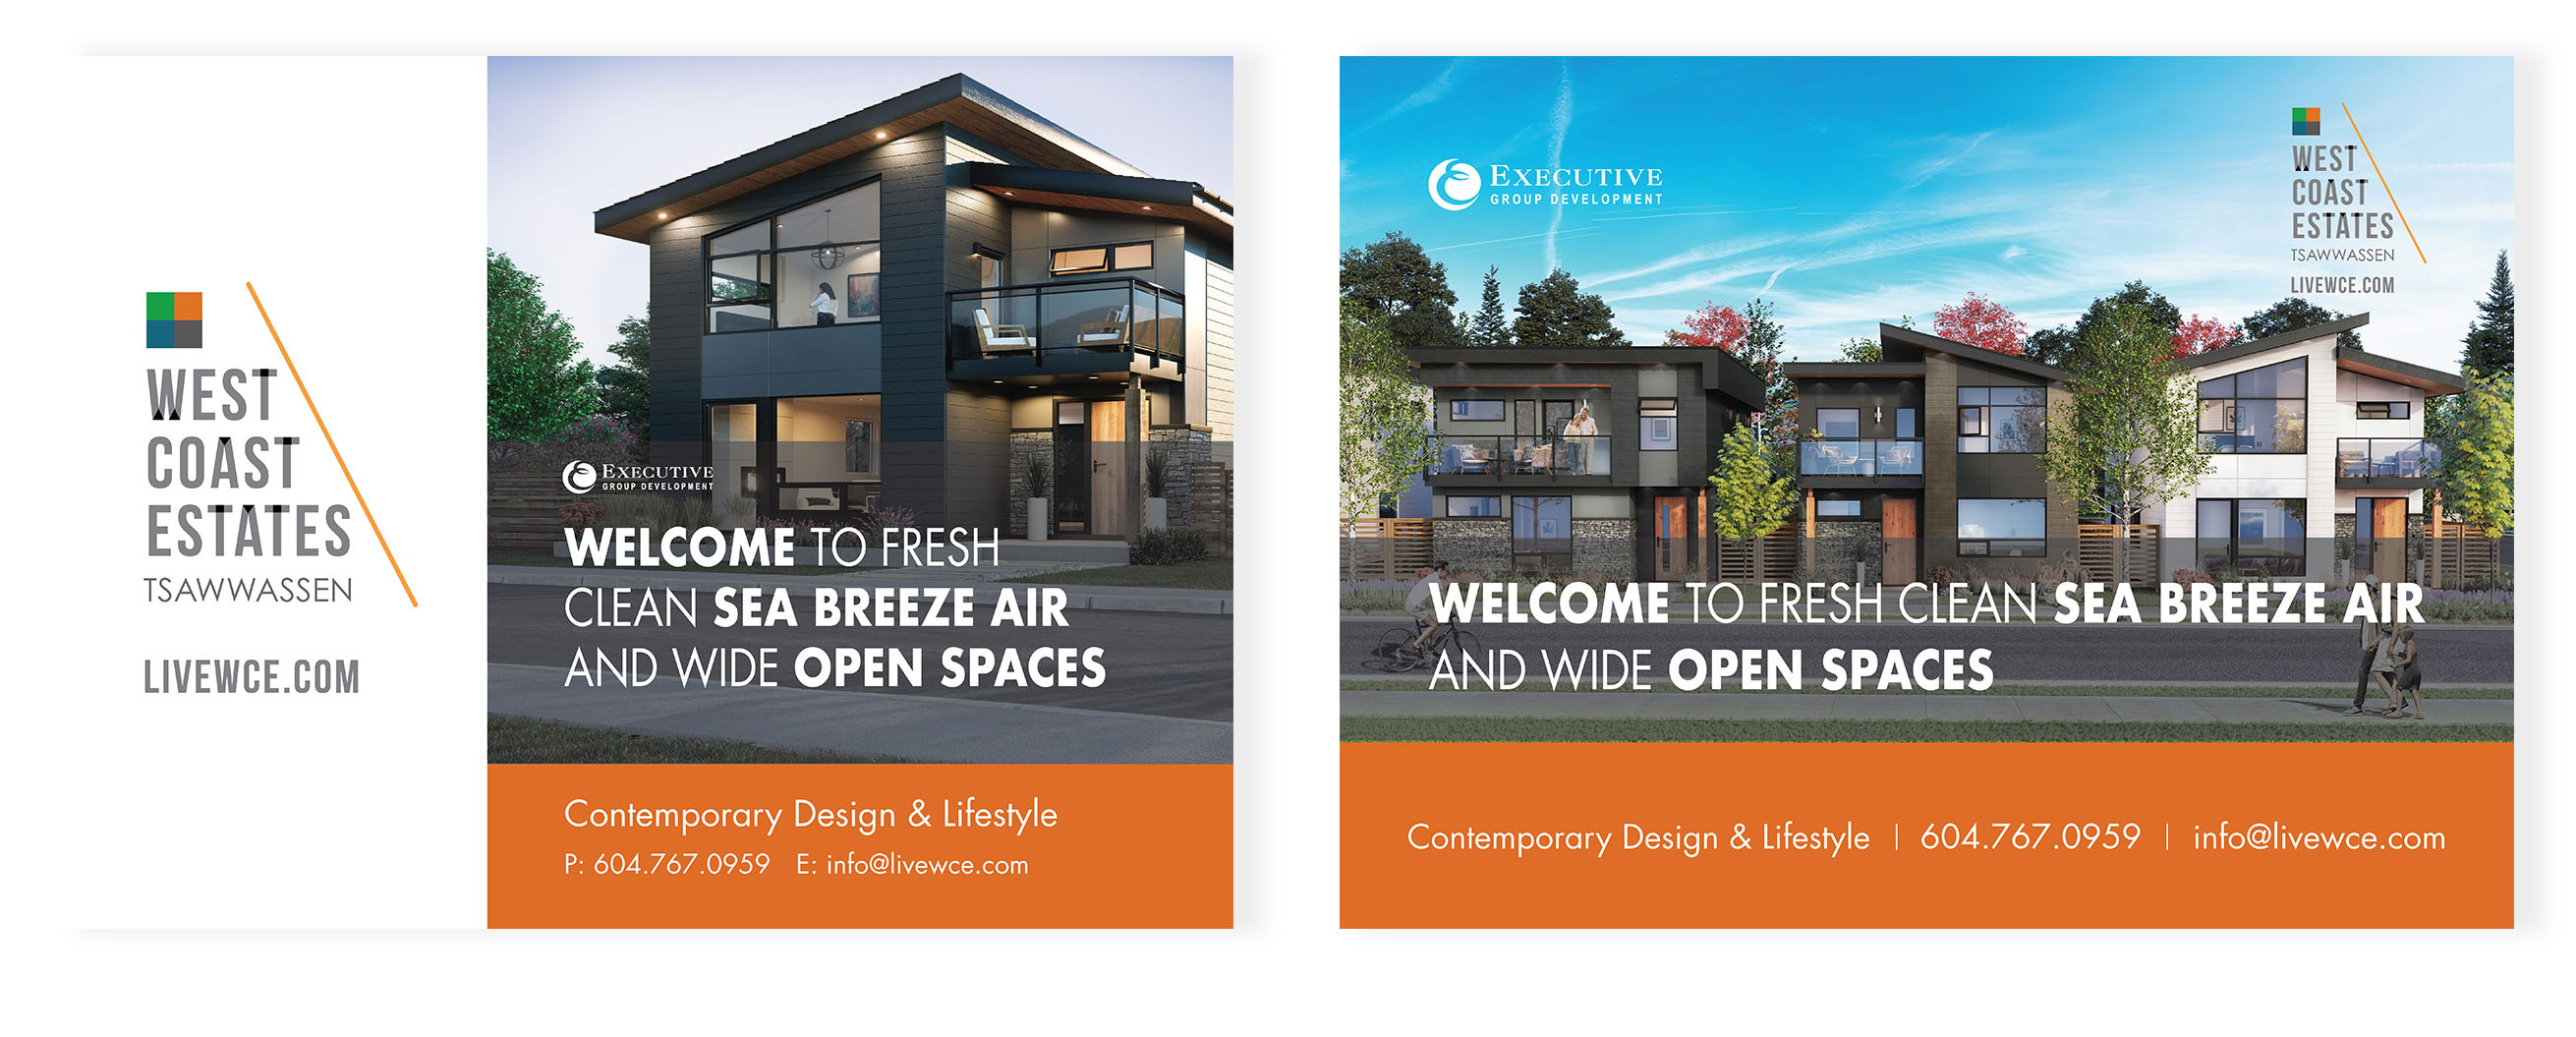 WEST
COAST
ESTATES
TSAWWASSEN
LIVEWCE.COM
EXECUTIVE
GROUP DEVELOPMENT
WELCOME TO FRESH
CLEAN SEA BREEZE AIR
AND WIDE OPEN SPACES
Contemporary Design & Lifestyle
P: 604.767.0959 E: info@livewce.com
EXECUTIVE
GROUP DEVELOPMENT
WEST
COAST
ESTATES
TSAWWASSEN
LIVEWCE.COM
WELCOME TO FRESH CLEAN SEA BREEZE AIR
AND WIDE OPEN SPACES
Contemporary Design & Lifestyle | 604.767.0959 | info@livewce.com